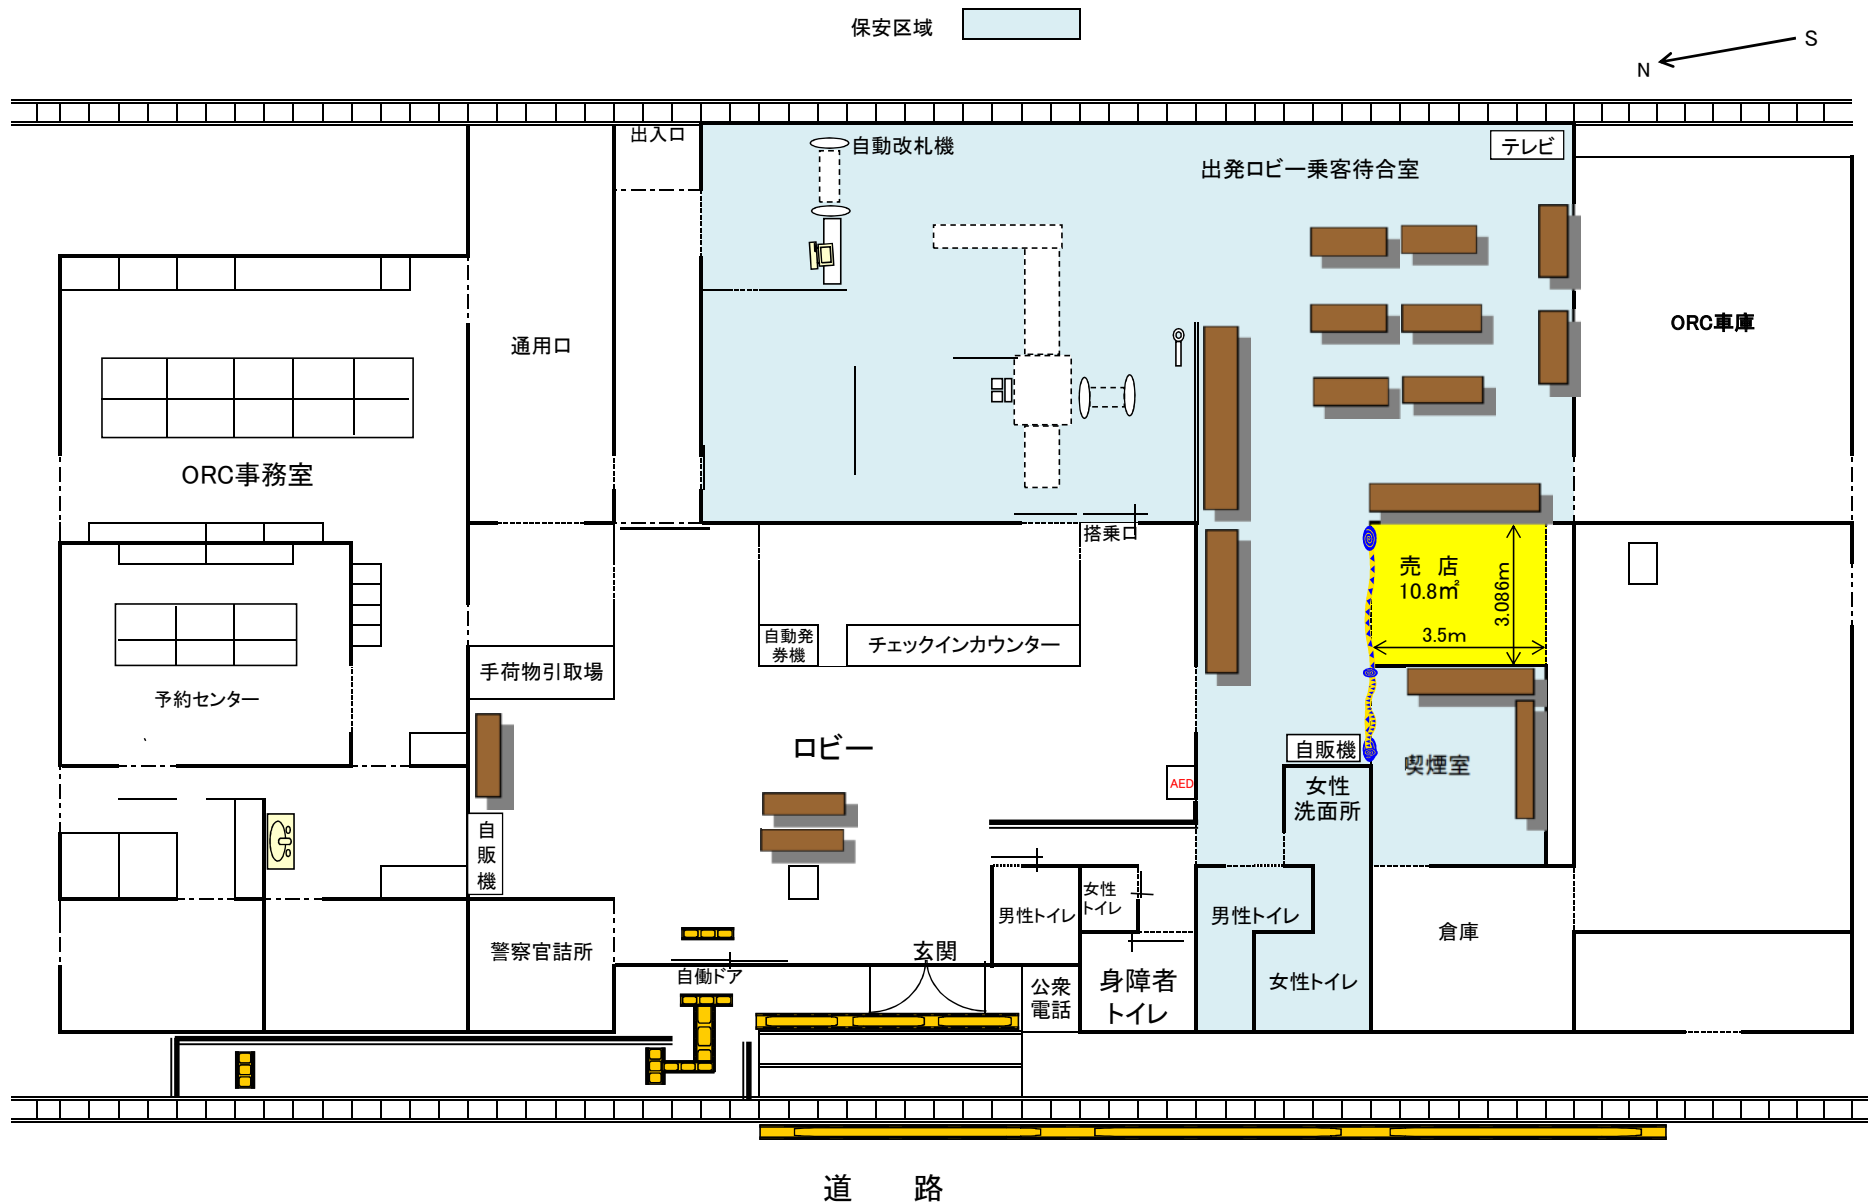 保安区域
S
N
出入口
自動改札機
テレビ
出発ロビー乗客待合室
ORC車庫
通用口
ORC事務室
搭乗口
売 店
10.8㎡
3.086m
3.5m
自動発
券機
チェックインカウンター
手荷物引取場
予約センター
ロビー
自販機
喫煙室
AED
女性
洗面所
自
販
機
女性
トイレ
男性トイレ
男性トイレ
倉庫
警察官詰所
玄関
自働ドア
公衆
電話
身障者
トイレ
女性トイレ
道 路